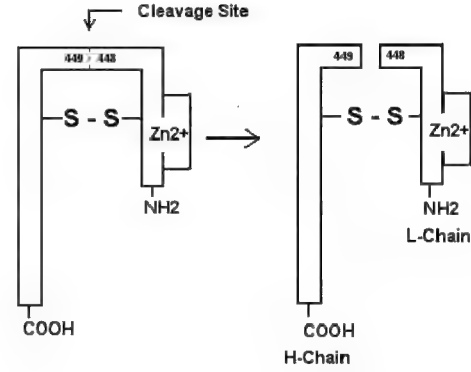 Cleavage Site
449 448
449 448
S - S
S - S
Zn2+
Zn2+
NH2
NH2
L-Chain
COOH
COOH
H-Chain